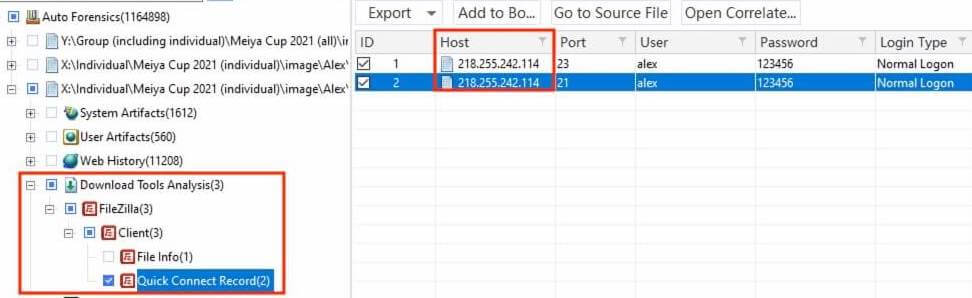 Auto Forensics(1164898)
Y:\Group (including individual)\Meiya Cup 2021 (all)\i
X:\Individual\Meiya Cup 2021 (individual)\image\Alex\
X:\Individual\Meiya Cup 2021 (individual)\image\Alex\
System Artifacts(1612)
User Artifacts(560)
Web History(11208)
Download Tools Analysis(3)
FileZilla(3)
Client(3)
File Info(1)
Quick Connect Record(2)
Export Add to Bo... Go to Source File Open Correlate...
ID Host Port User Password Login Type
1 218.255.242.114 23 alex 123456 Normal Logon
2 218.255.242.114 21 alex 123456 Normal Logon